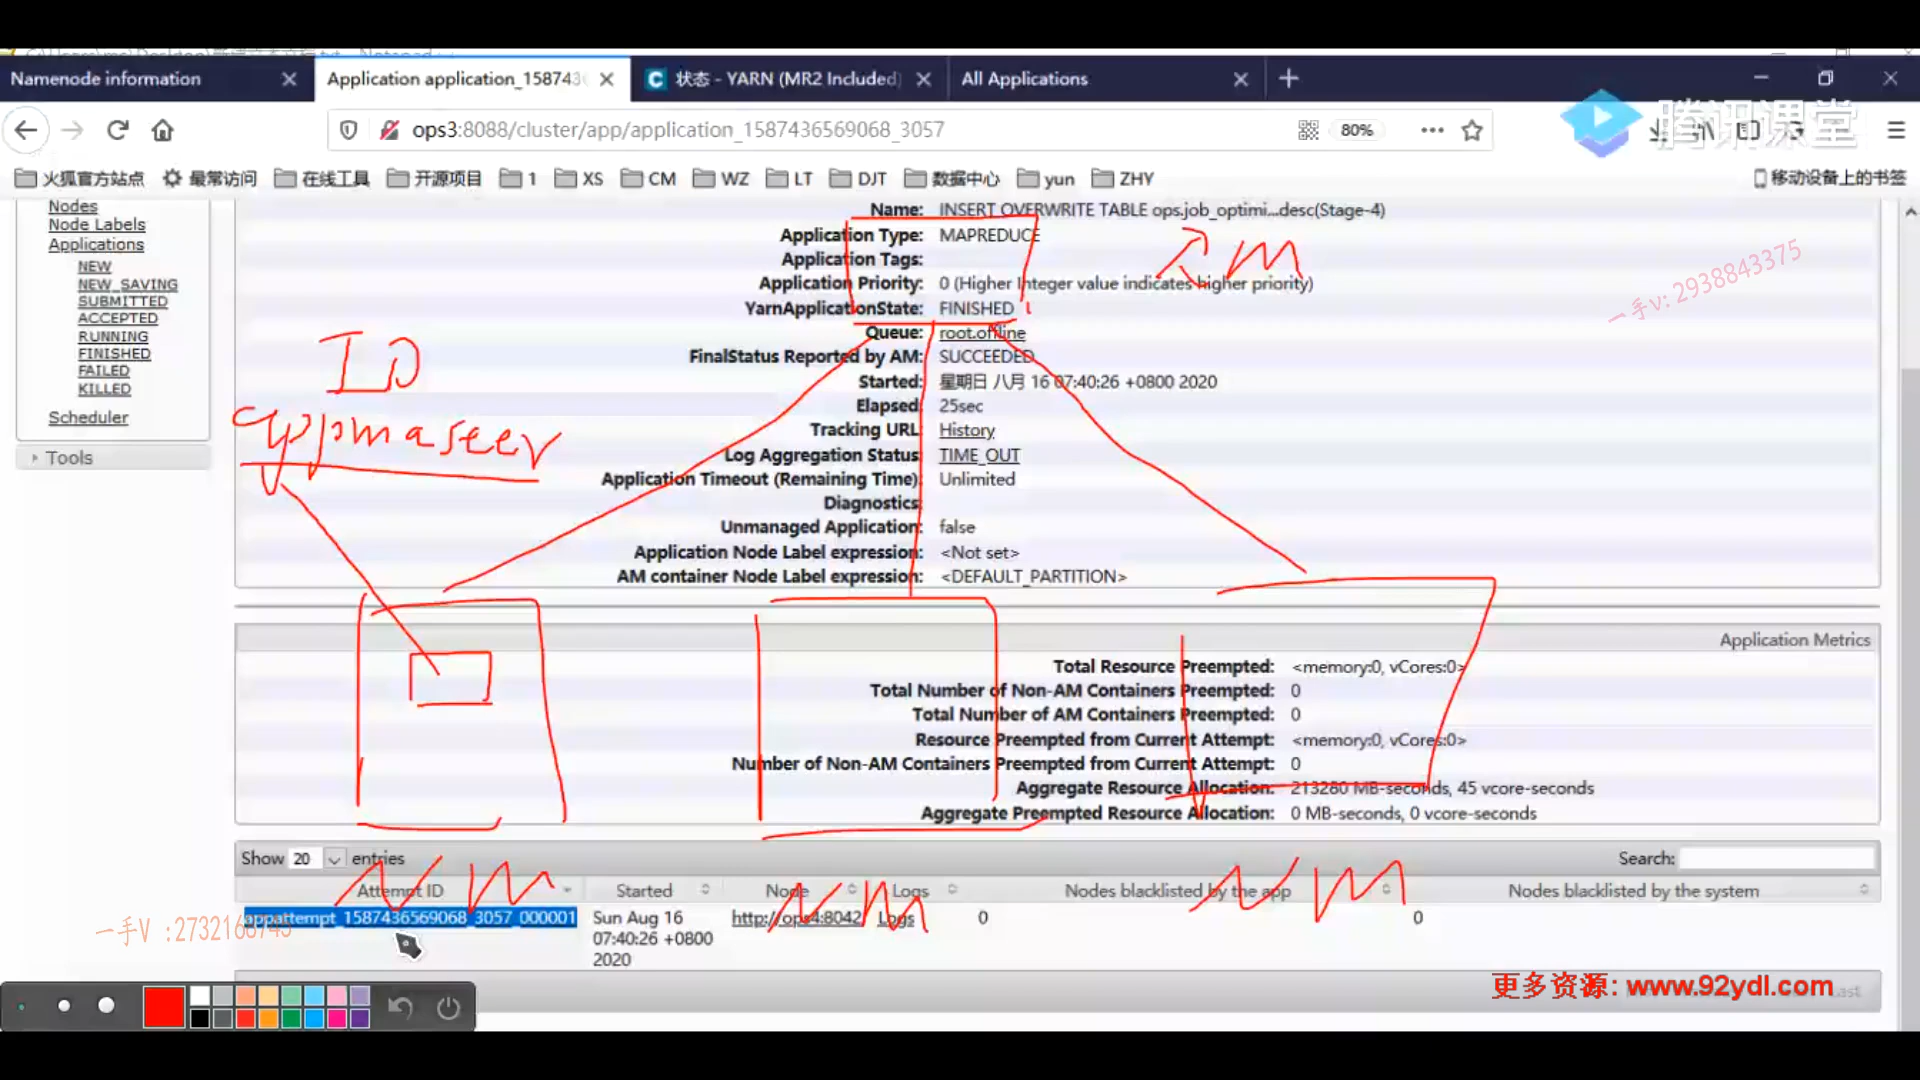 Namenode information
Application application_158743
状态 - YARN (MR2 Included)
All Applications
ops3:8088/cluster/app/application_1587436569068_3057
80%
腾讯课堂
火狐官方站点 最常访问 在线工具 开源项目 1 XS CM WZ LT DJT 数据中心 yun ZHY 移动设备上的书签
Nodes
Node Labels
Applications
NEW
NEW_SAVING
SUBMITTED
ACCEPTED
RUNNING
FINISHED
FAILED
KILLED
Scheduler
Tools
Name: INSERT OVERWRITE TABLE ops.job_optimi...desc(Stage-4)
Application Type: MAPREDUCE
Application Tags:
Application Priority: 0 (Higher Integer value indicates higher priority)
YarnApplicationState: FINISHED
Queue: root.offline
FinalStatus Reported by AM: SUCCEEDED
Started: 星期日 八月 16 07:40:26 +0800 2020
Elapsed: 25sec
Tracking URL: History
Log Aggregation Status: TIME_OUT
Application Timeout (Remaining Time): Unlimited
Diagnostics:
Unmanaged Application: false
Application Node Label expression: <Not set>
AM container Node Label expression: <DEFAULT_PARTITION>
一手v:2938843375
ID
appmaster
Application Metrics
Total Resource Preempted: <memory:0, vCores:0>
Total Number of Non-AM Containers Preempted: 0
Total Number of AM Containers Preempted: 0
Resource Preempted from Current Attempt: <memory:0, vCores:0>
Number of Non-AM Containers Preempted from Current Attempt: 0
Aggregate Resource Allocation: 213280 MB-seconds, 45 vcore-seconds
Aggregate Preempted Resource Allocation: 0 MB-seconds, 0 vcore-seconds
Show 20 entries
Search:
NM NM NM
Attempt ID Started Node Logs Nodes blacklisted by the app Nodes blacklisted by the system
appattempt_1587436569068_3057_000001 Sun Aug 16 07:40:26 +0800 2020 http://ops4:8042 Logs 0 0
更多资源: www.92ydl.com